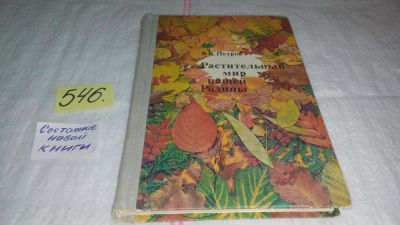 546.
Состояние
новой
книги
В.В. Петров
Растительный
мир
нашей
Родины